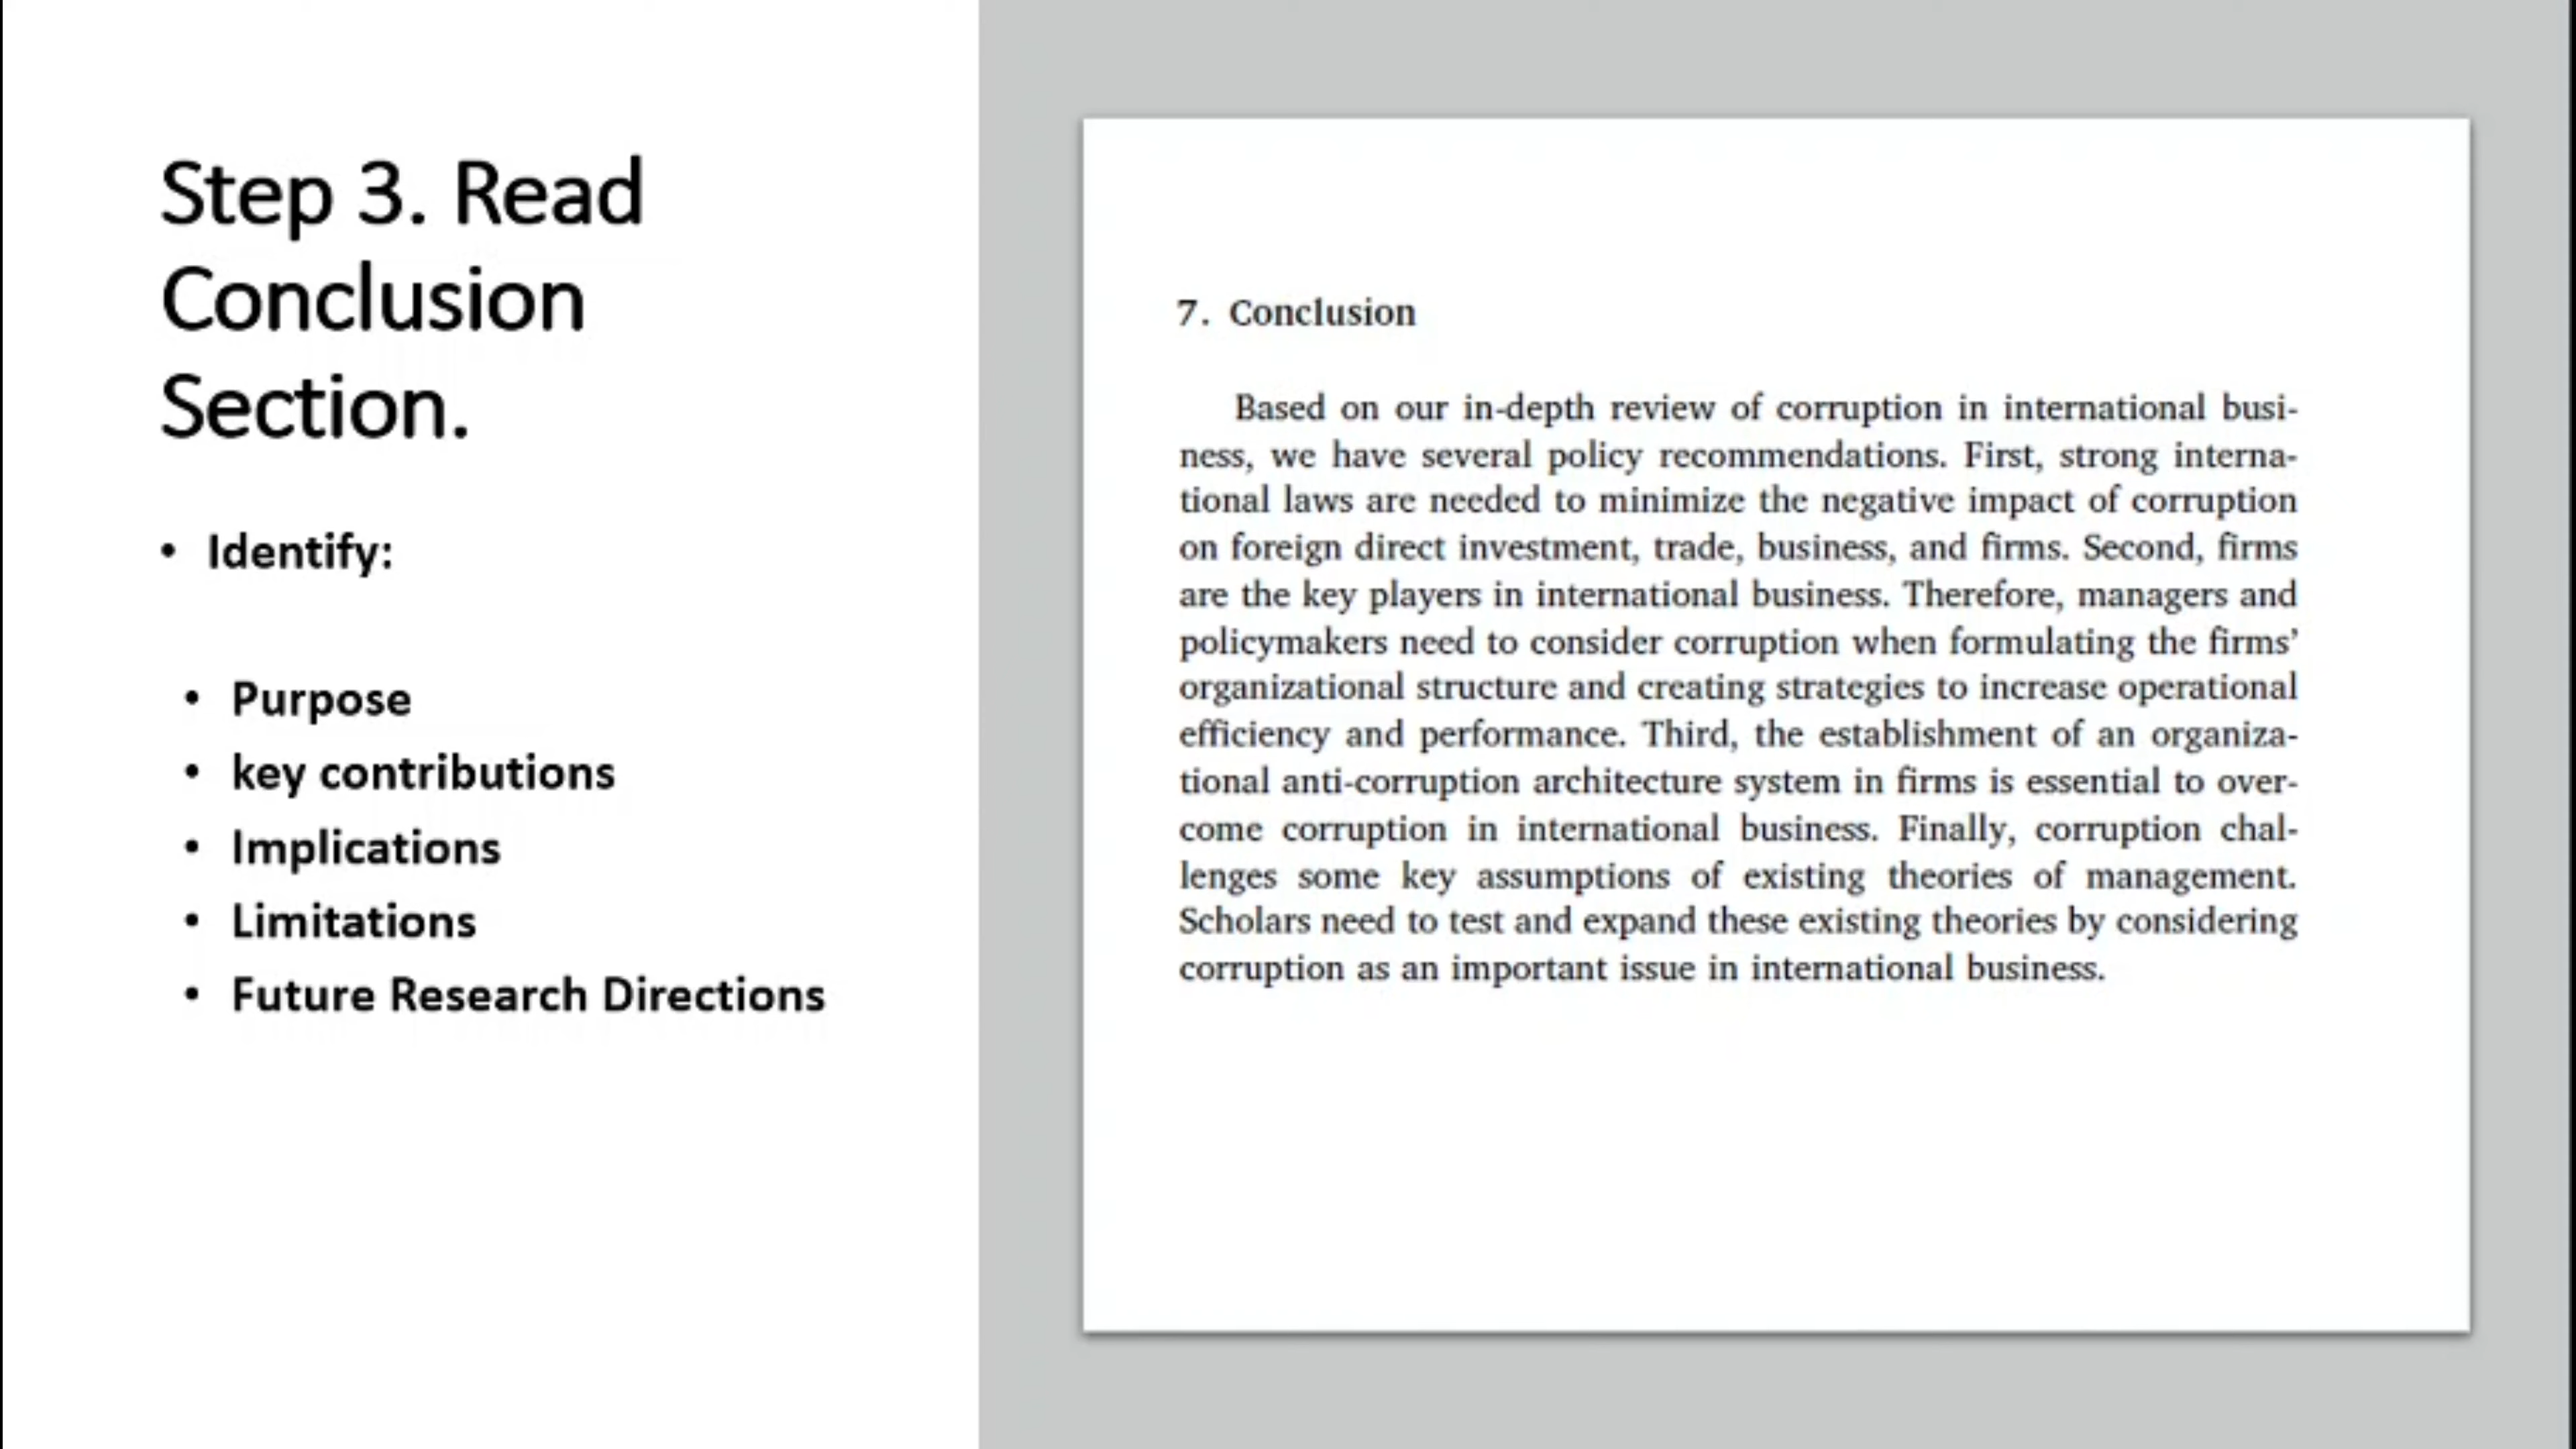 Step 3. Read
Conclusion
Section.
• Identify:
• Purpose
• key contributions
• Implications
• Limitations
• Future Research Directions
7. Conclusion
Based on our in-depth review of corruption in international busi-
ness, we have several policy recommendations. First, strong interna-
tional laws are needed to minimize the negative impact of corruption
on foreign direct investment, trade, business, and firms. Second, firms
are the key players in international business. Therefore, managers and
policymakers need to consider corruption when formulating the firms’
organizational structure and creating strategies to increase operational
efficiency and performance. Third, the establishment of an organiza-
tional anti-corruption architecture system in firms is essential to over-
come corruption in international business. Finally, corruption chal-
lenges some key assumptions of existing theories of management.
Scholars need to test and expand these existing theories by considering
corruption as an important issue in international business.